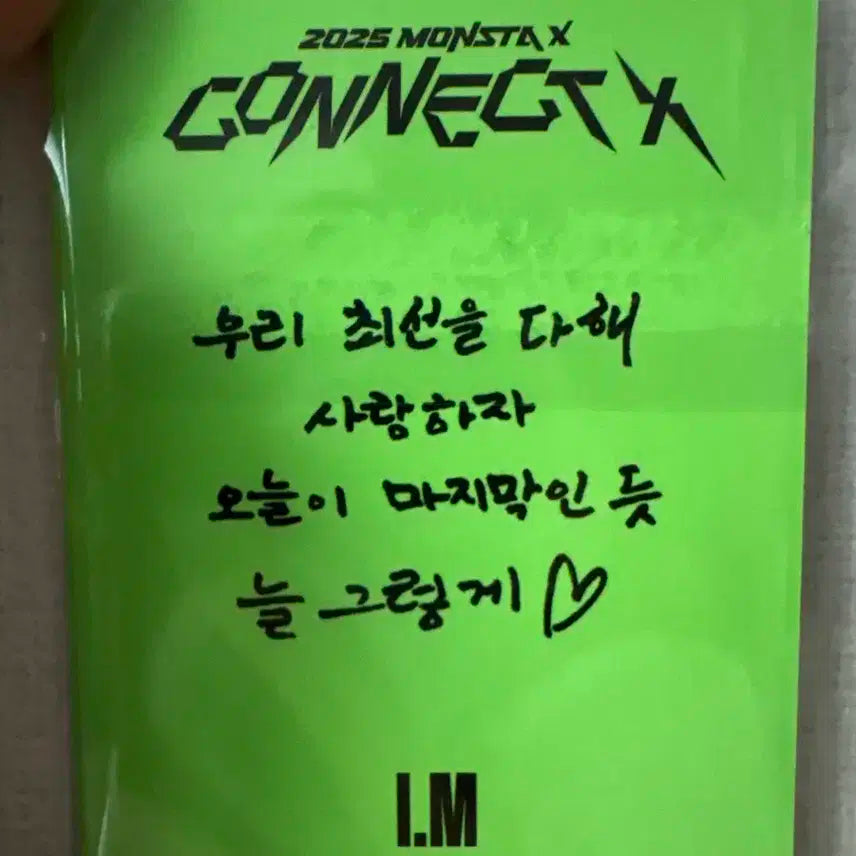 2025 MONSTA X
CONNECT X
우리 최선을 다해
사랑하자
오늘이 마지막인 듯
늘 그렇게♡
I.M